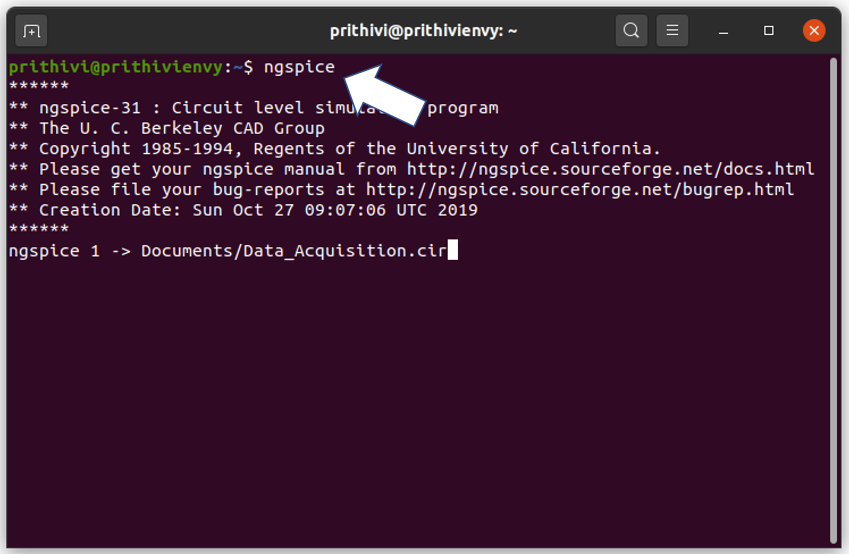 prithivi@prithivienvy: ~
prithivi@prithivienvy:~$ ngspice
******
** ngspice-31 : Circuit level program
** The U. C. Berkeley CAD Group
** Copyright 1985-1994, Regents of the University of California.
** Please get your ngspice manual from http://ngspice.sourceforge.net/docs.html
** Please file your bug-reports at http://ngspice.sourceforge.net/bugrep.html
** Creation Date: Sun Oct 27 09:07:06 UTC 2019
******
ngspice 1 -> Documents/Data_Acquisition.cir